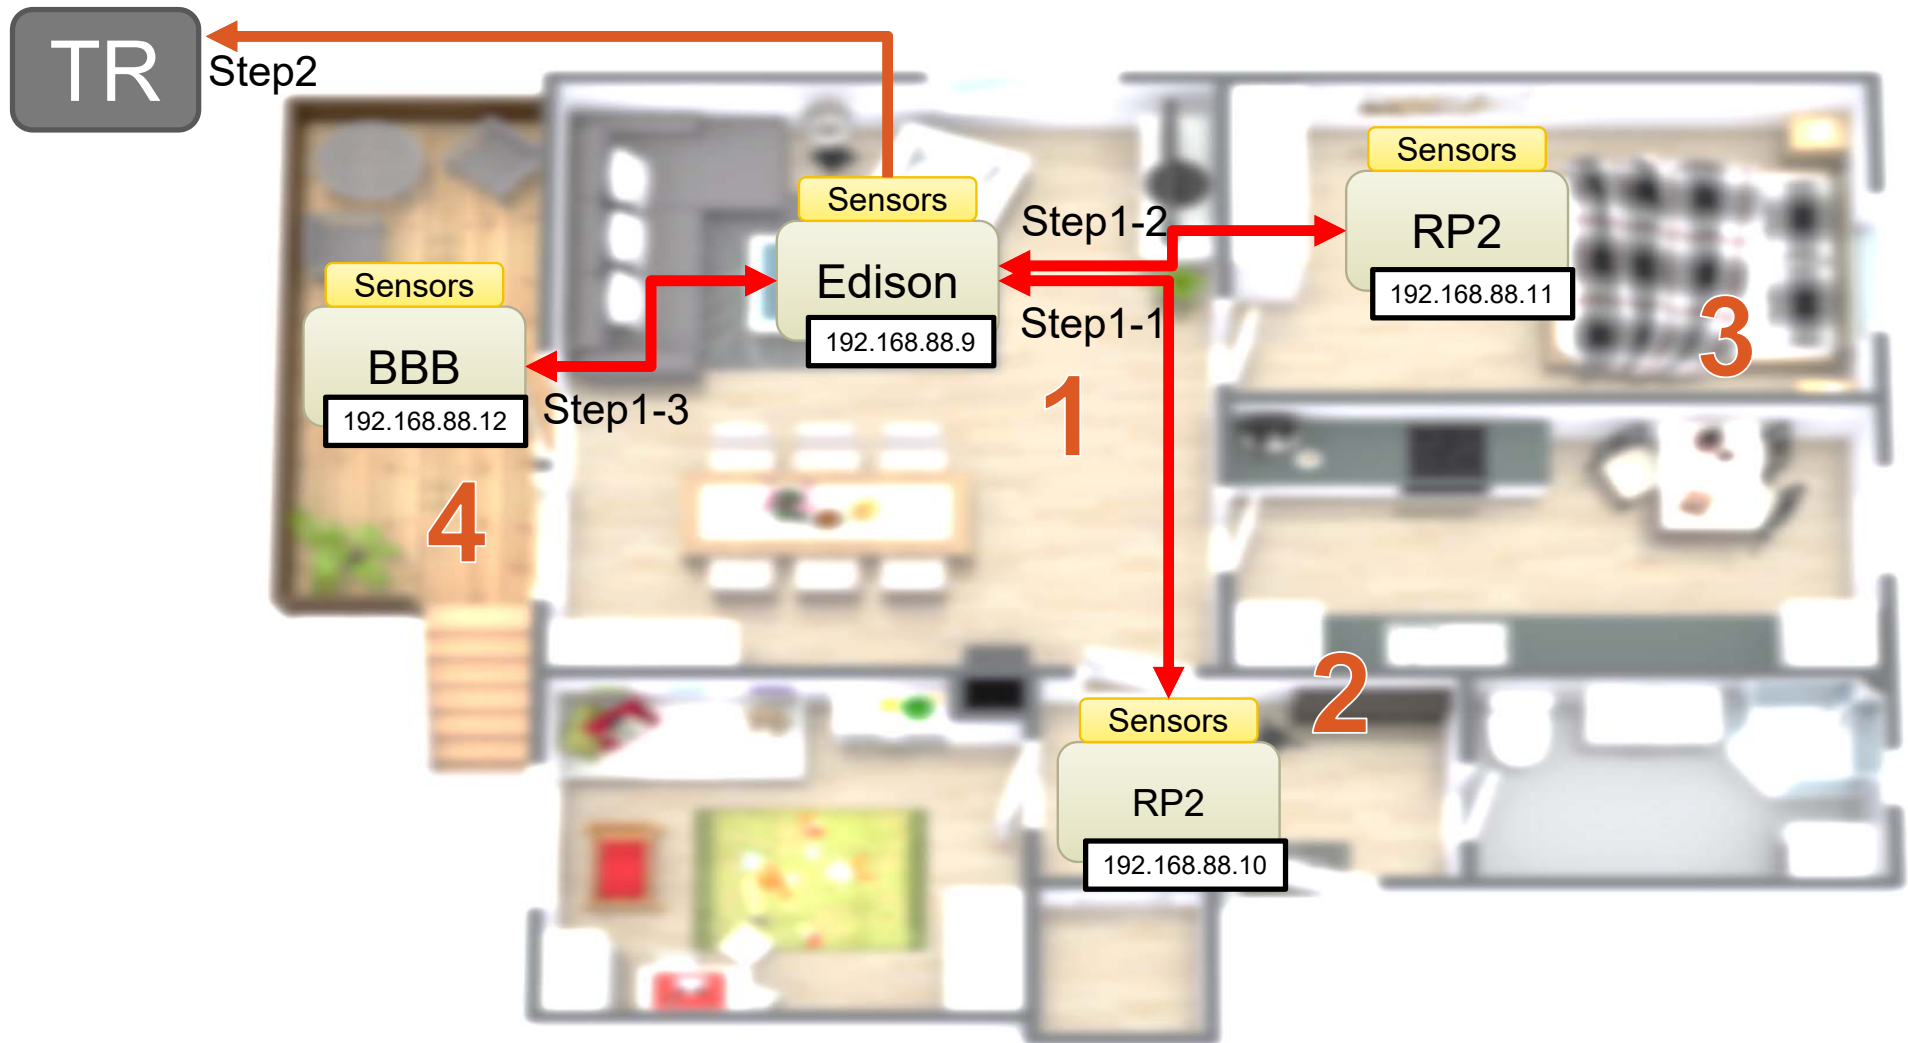 TR
Step2
Sensors
Edison
192.168.88.9
Step1-2
Step1-1
1
Sensors
RP2
192.168.88.11
3
Sensors
BBB
192.168.88.12
Step1-3
4
2
Sensors
RP2
192.168.88.10